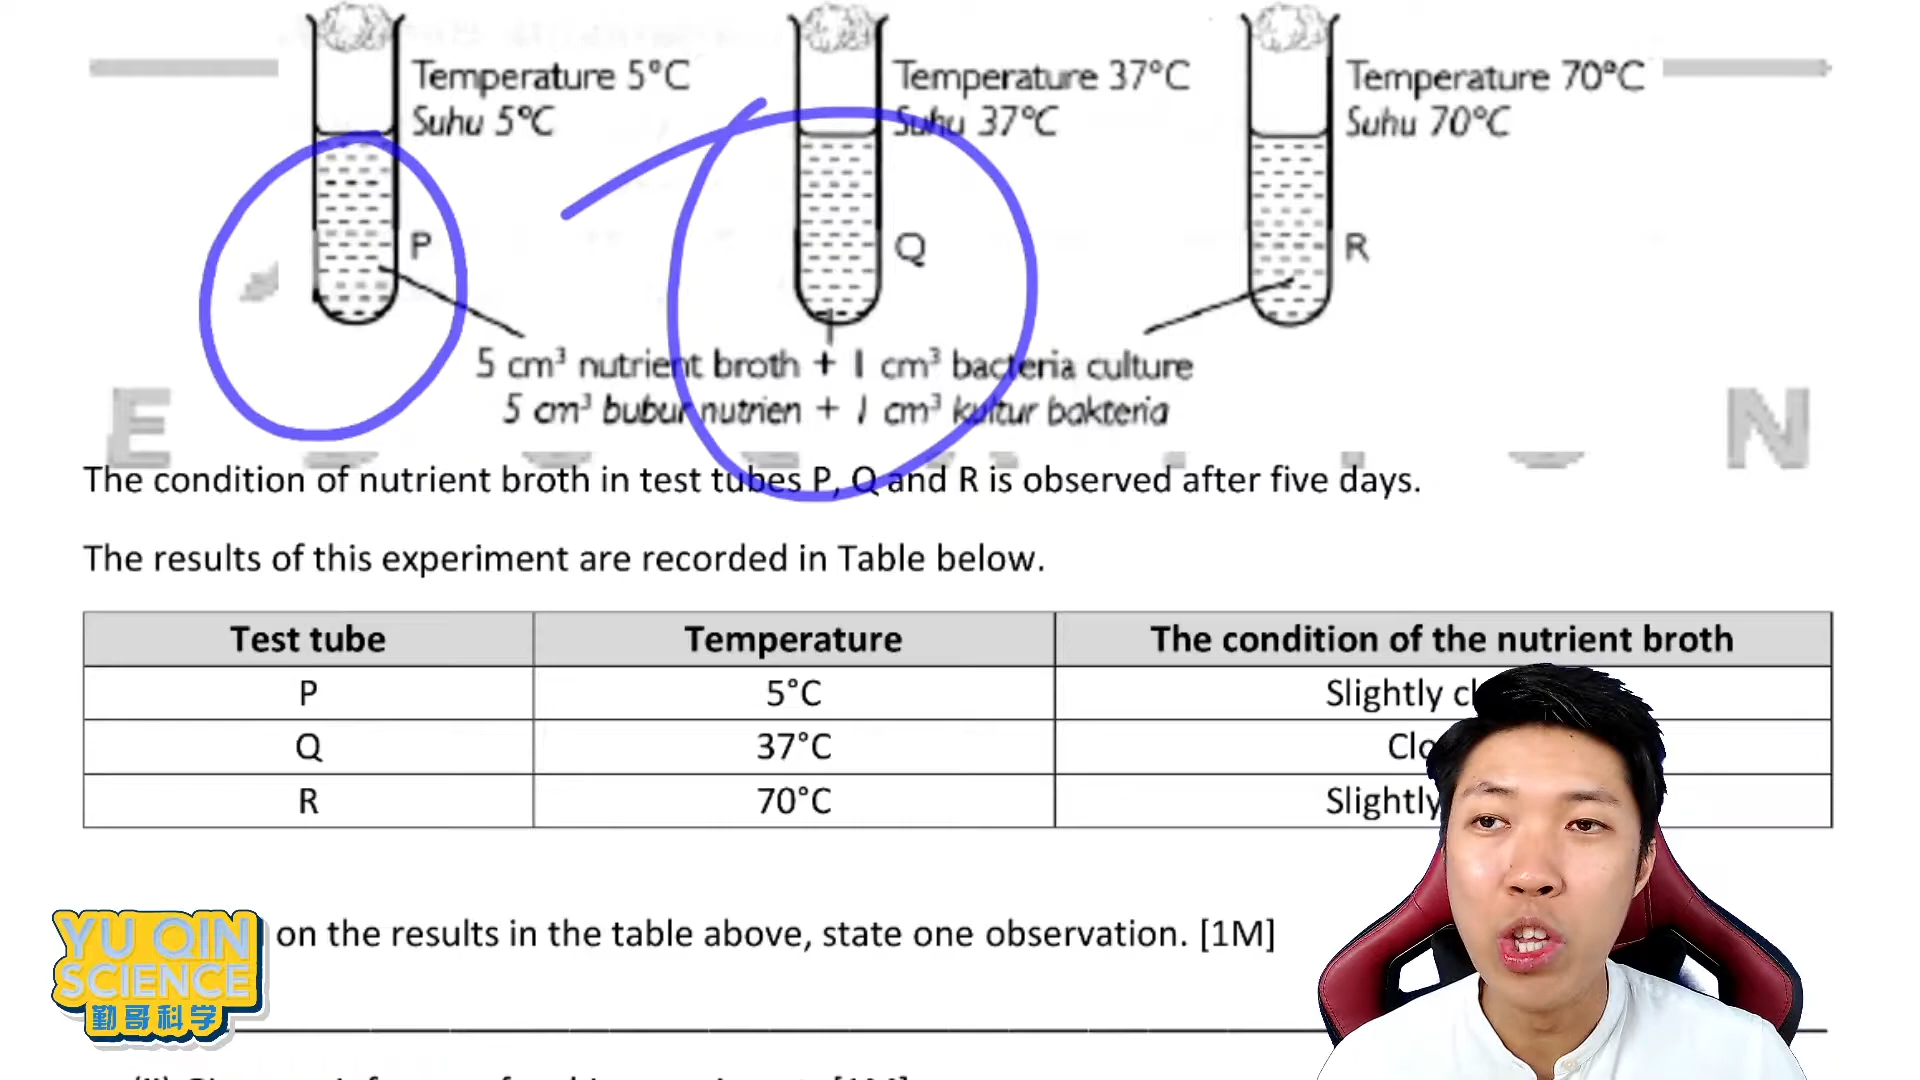 Temperature 5°C
Suhu 5°C
Temperature 37°C
Suhu 37°C
Temperature 70°C
Suhu 70°C
P
Q
R
5 cm³ nutrient broth + 1 cm³ bacteria culture
5 cm³ bubur nutrien + 1 cm³ kultur bakteria
The condition of nutrient broth in test tubes P, Q and R is observed after five days.
The results of this experiment are recorded in Table below.
Test tube Temperature The condition of the nutrient broth
P 5°C Slightly
Q 37°C
R 70°C Slightly
on the results in the table above, state one observation. [1M]
YU QIN
SCIENCE
勤哥科学